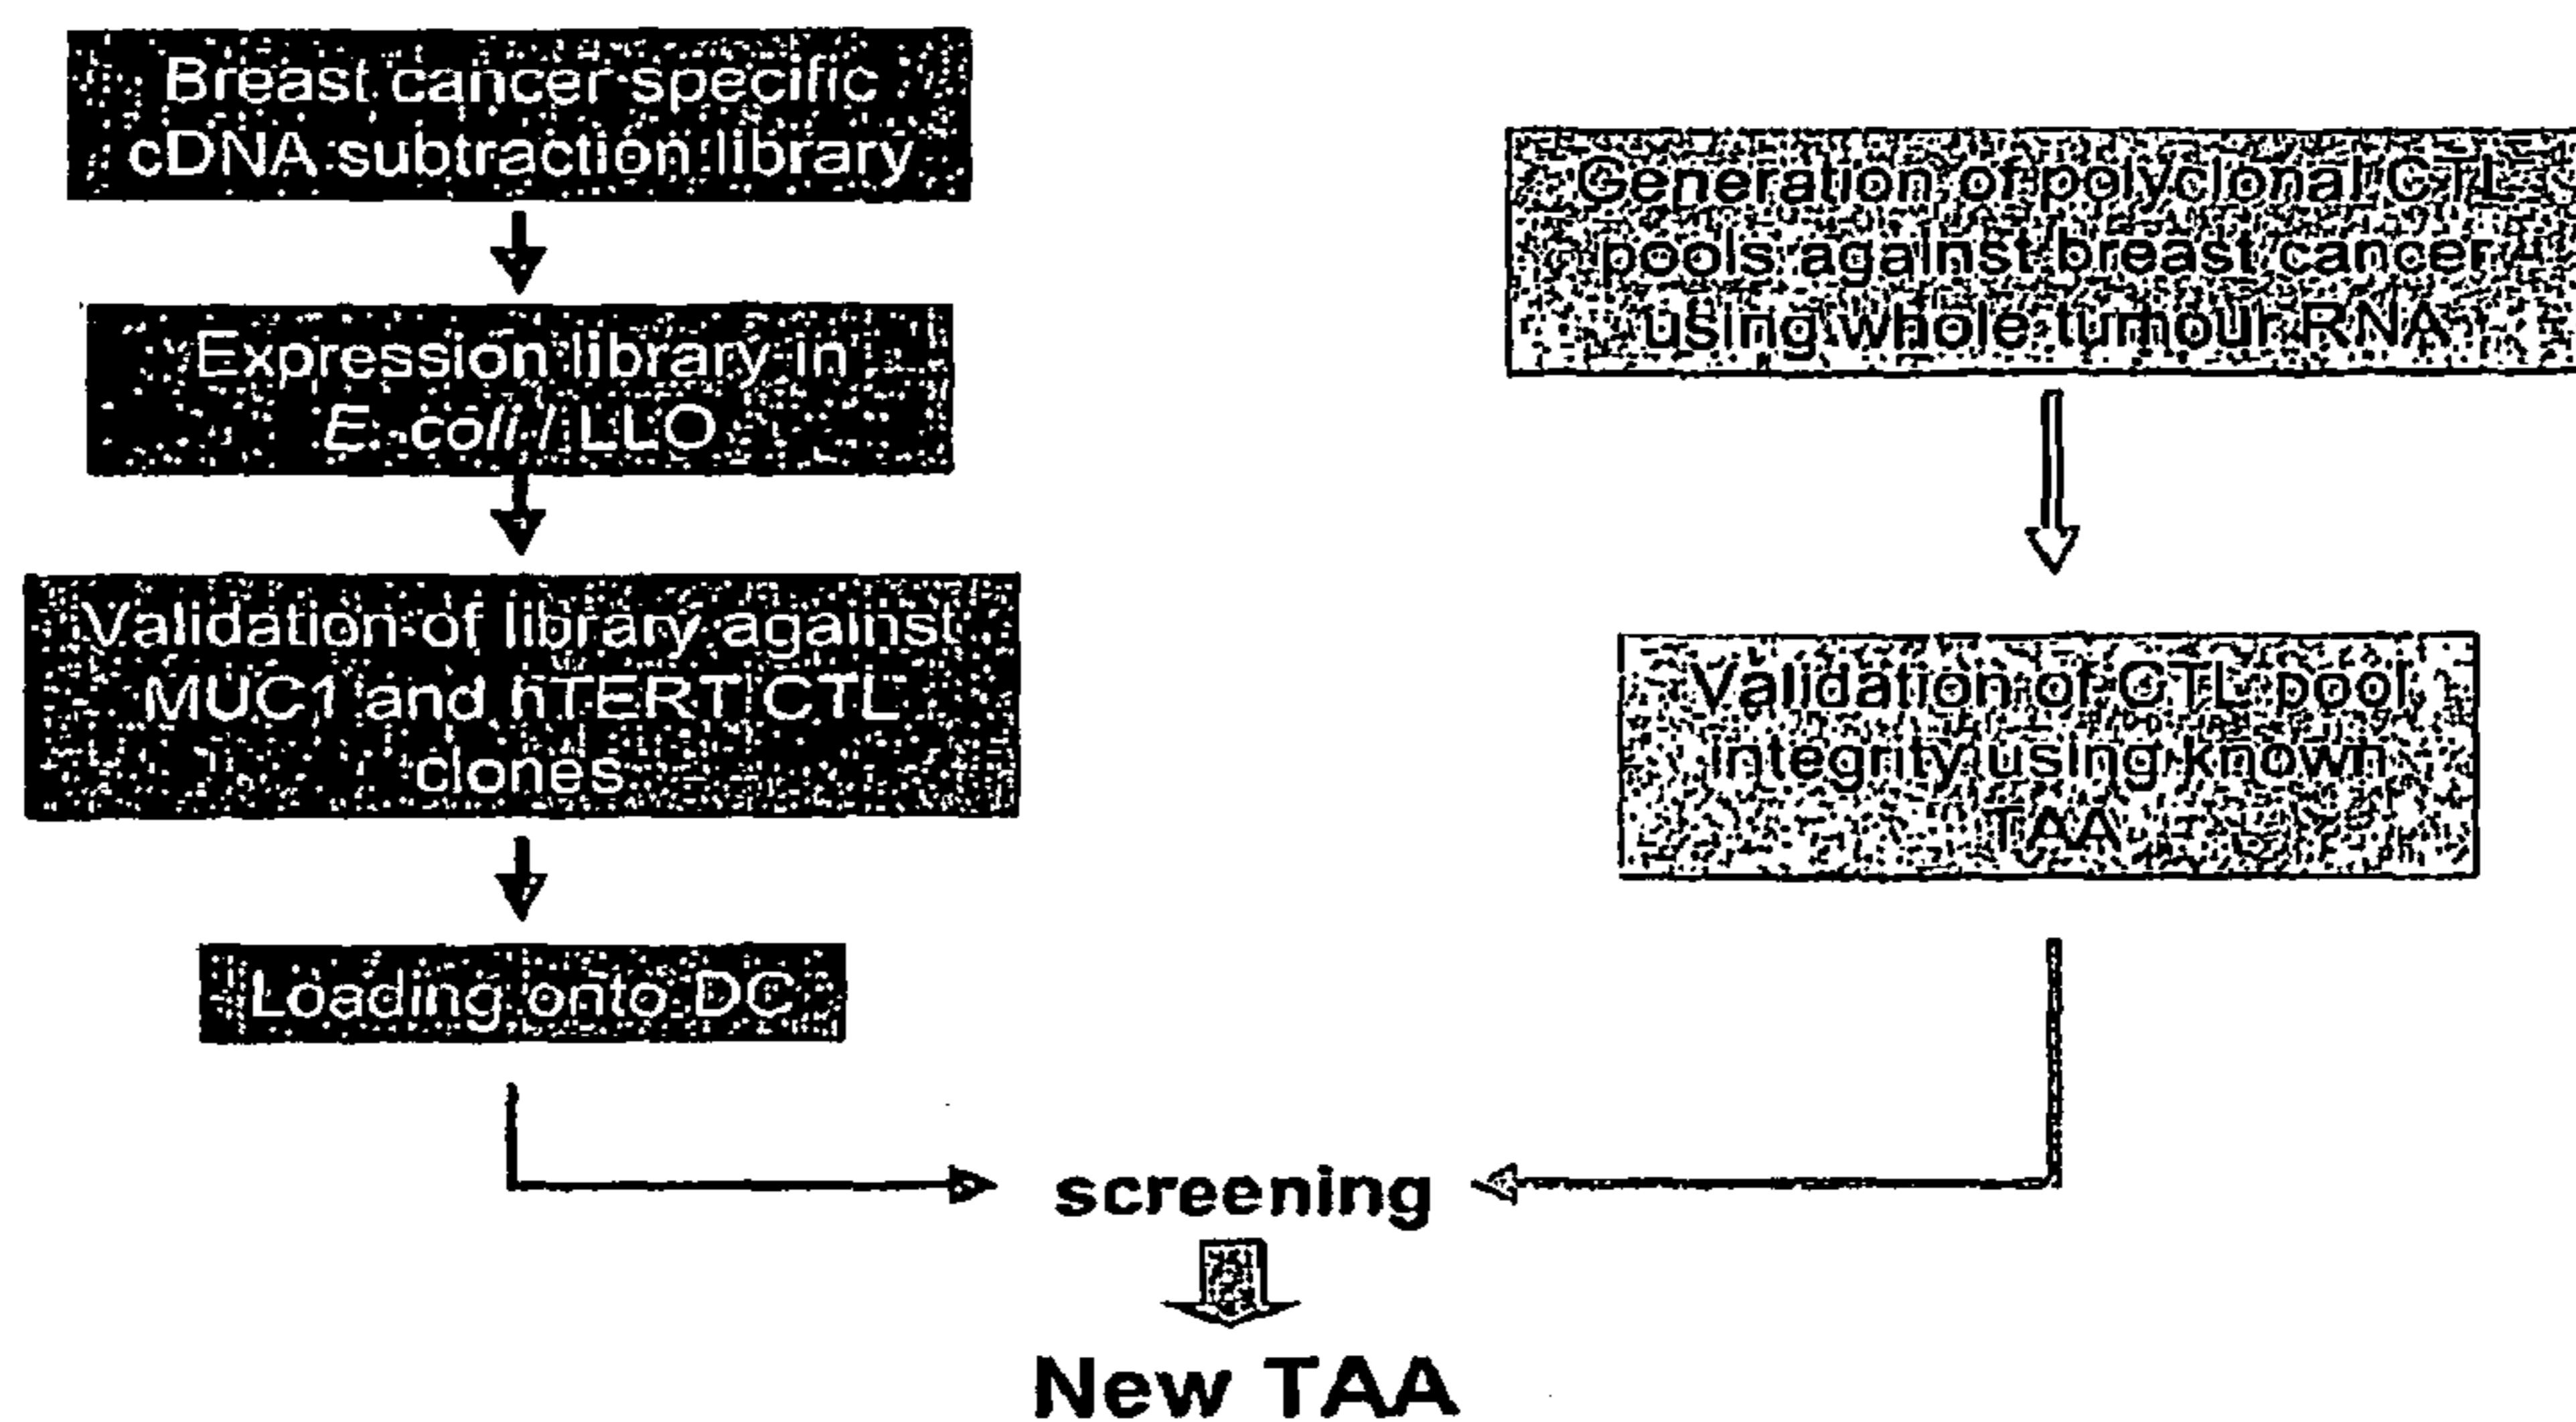 Breast cancer specific
cDNA subtraction library
Expression library in
E. coli / LLO
Validation of library against
MUC1 and hTERT CTL
clones
Loading onto DC
Generation of polyclonal CTL
pools against breast cancer
using whole tumour RNA
Validation of CTL pool
integrity using known
TAA
screening
New TAA